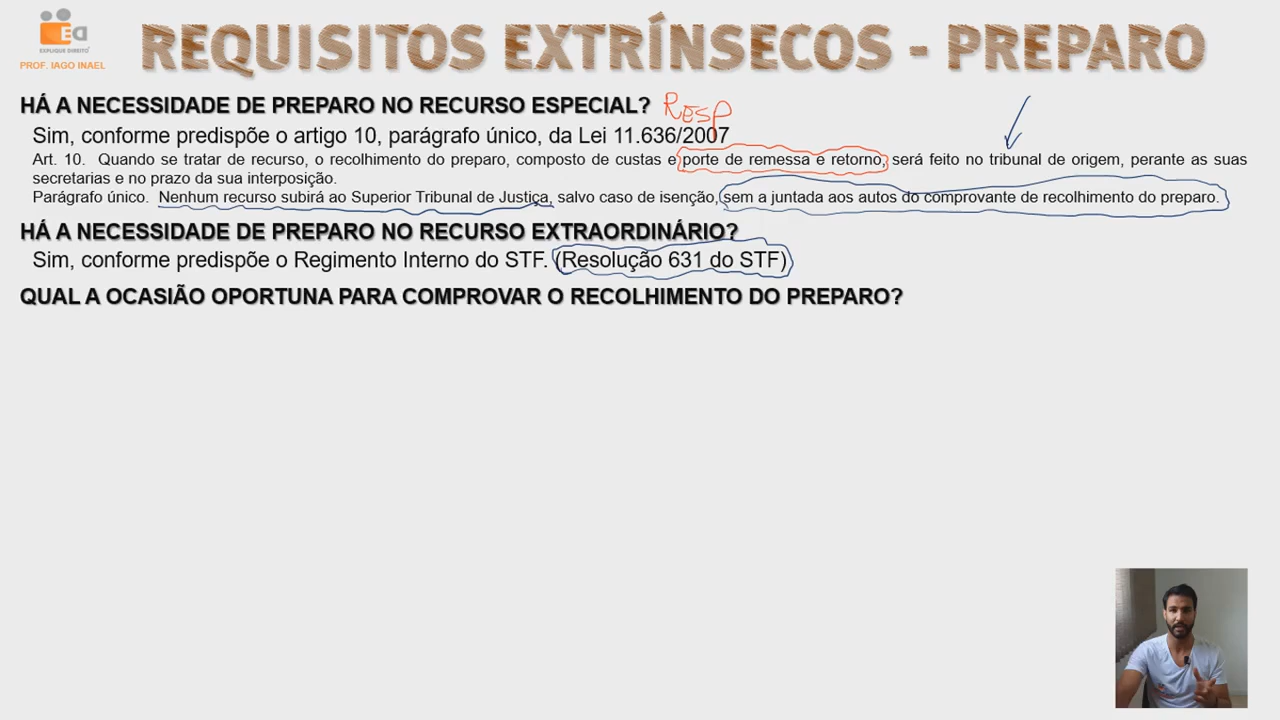 ED
EXPLIQUE DIREITO
PROF. IAGO INAEL
REQUISITOS EXTRÍNSECOS - PREPARO
HÁ A NECESSIDADE DE PREPARO NO RECURSO ESPECIAL? RESP
Sim, conforme predispõe o artigo 10, parágrafo único, da Lei 11.636/2007
Art. 10. Quando se tratar de recurso, o recolhimento do preparo, composto de custas e porte de remessa e retorno, será feito no tribunal de origem, perante as suas
secretarias e no prazo da sua interposição.
Parágrafo único. Nenhum recurso subirá ao Superior Tribunal de Justiça, salvo caso de isenção, sem a juntada aos autos do comprovante de recolhimento do preparo.
HÁ A NECESSIDADE DE PREPARO NO RECURSO EXTRAORDINÁRIO?
Sim, conforme predispõe o Regimento Interno do STF. (Resolução 631 do STF)
QUAL A OCASIÃO OPORTUNA PARA COMPROVAR O RECOLHIMENTO DO PREPARO?